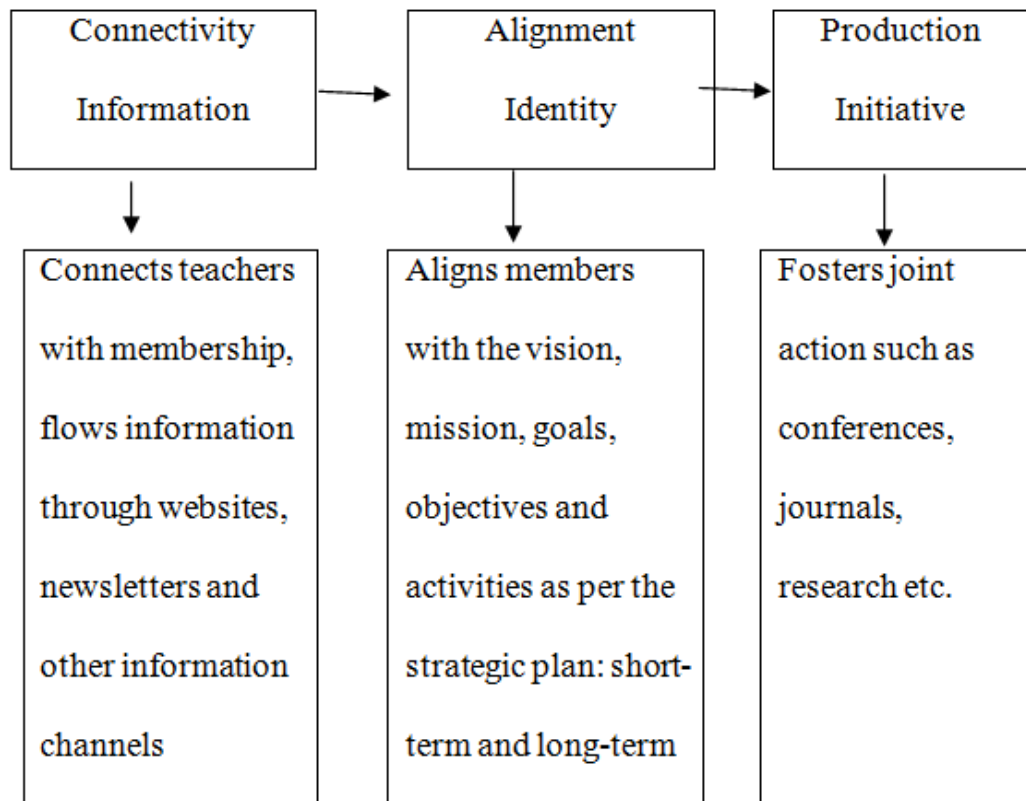 Connectivity
Information
Alignment
Identity
Production
Initiative
Connects teachers
with membership,
flows information
through websites,
newsletters and
other information
channels
Aligns members
with the vision,
mission, goals,
objectives and
activities as per the
strategic plan: short-
term and long-term
Fosters joint
action such as
conferences,
journals,
research etc.